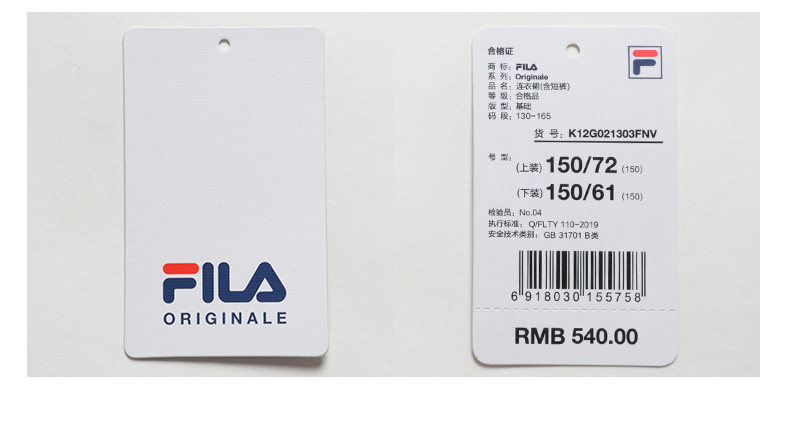 FILA
ORIGINALE
合格证
商 标: FILA
系 列: Originale
品 名: 连衣裙(含短裤)
等 级: 合格品
版 型: 基础
码 段: 130-165
货 号: K12G021303FNV
号 型:
(上装) 150/72 (150)
(下装) 150/61 (150)
检验员: No.04
执行标准: Q/FLTY 110-2019
安全技术类别: GB 31701 B类
6 918030 155758
RMB 540.00